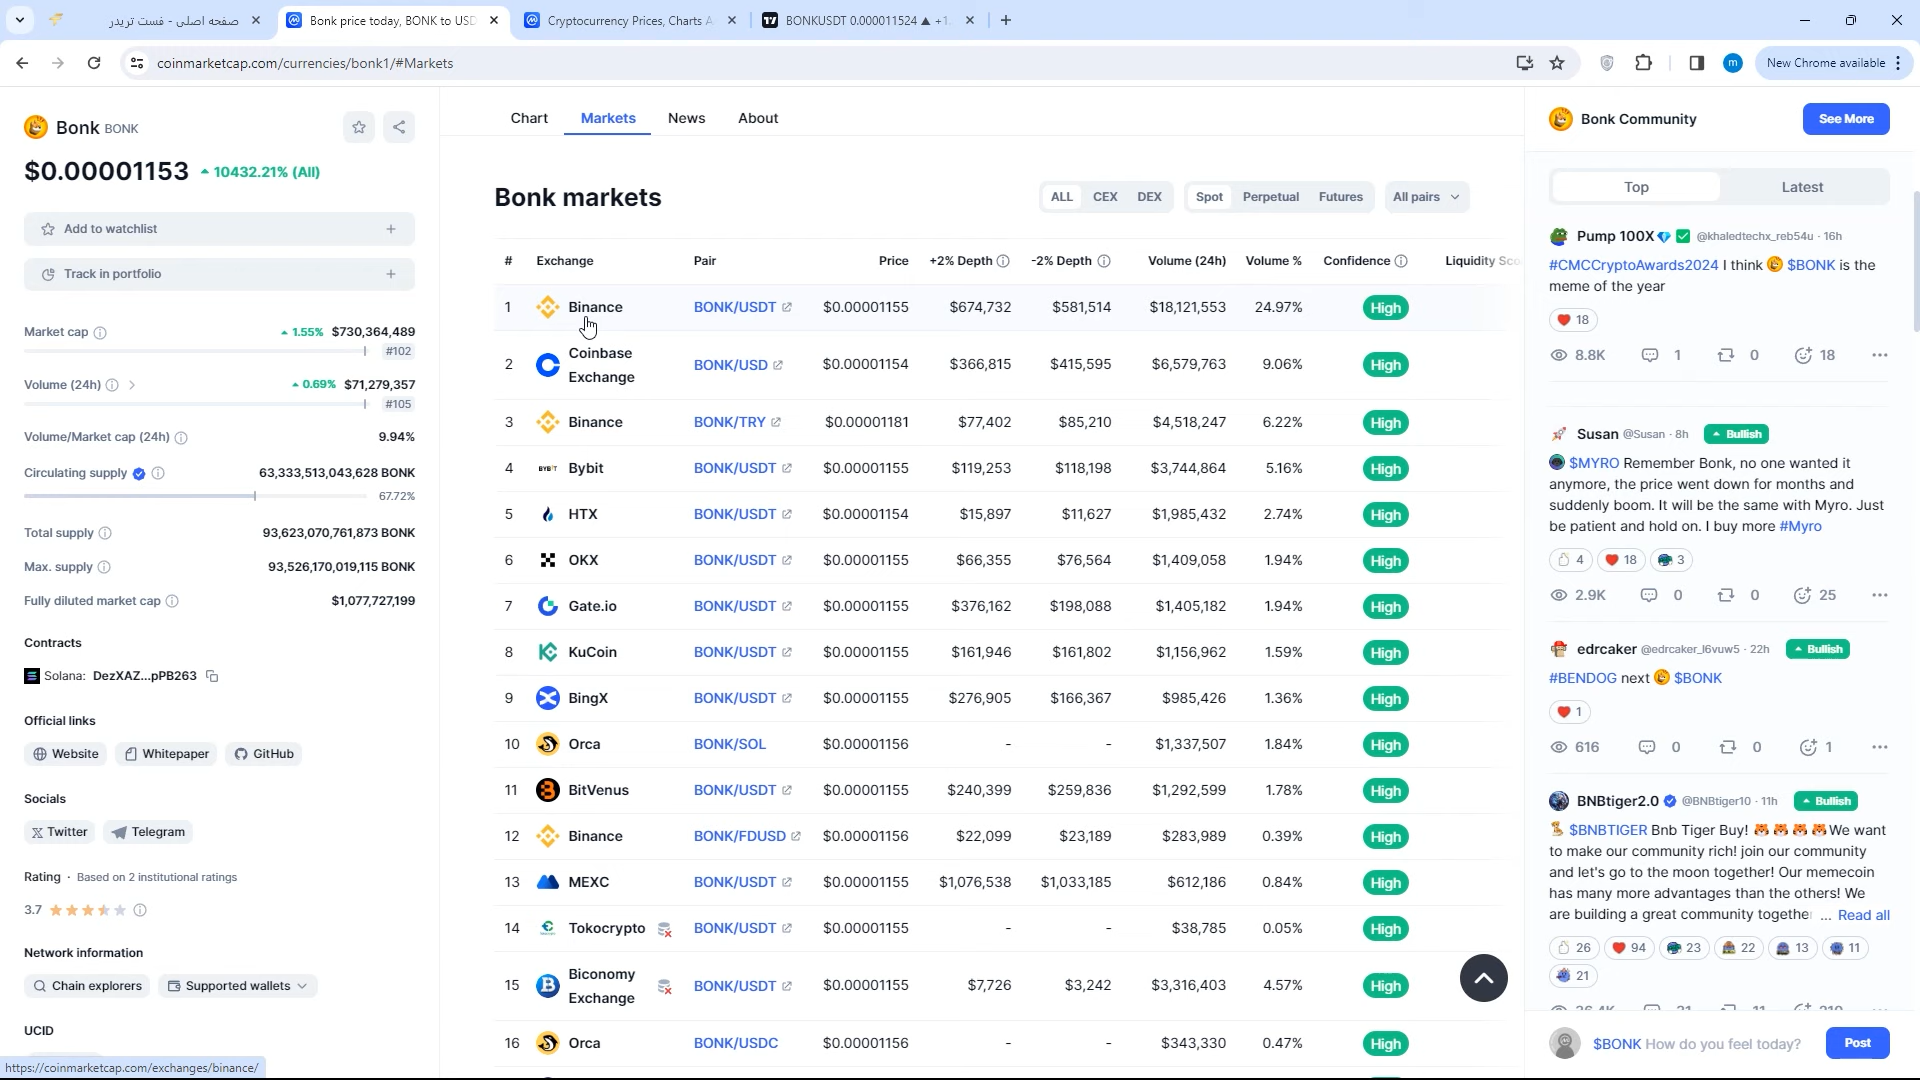 صفحه اصلی - فست تریدر
Bonk price today, BONK to USD
Cryptocurrency Prices, Charts A
BONKUSDT 0.000011524 ▲ +1.
coinmarketcap.com/currencies/bonk1/#Markets
m
New Chrome available
Bonk BONK
$0.00001153 10432.21% (All)
Add to watchlist
Track in portfolio
Market cap 1.55% $730,364,489
#102
Volume (24h) 0.69% $71,279,357
#105
Volume/Market cap (24h) 9.94%
Circulating supply 63,333,513,043,628 BONK
67.72%
Total supply 93,623,070,761,873 BONK
Max. supply 93,526,170,019,115 BONK
Fully diluted market cap $1,077,727,199
Contracts
Solana: DezXAZ...pPB263
Official links
Website Whitepaper GitHub
Socials
Twitter Telegram
Rating · Based on 2 institutional ratings
3.7
Network information
Chain explorers Supported wallets
UCID
https://coinmarketcap.com/exchanges/binance/
Chart Markets News About
Bonk markets
ALL CEX DEX Spot Perpetual Futures All pairs
# Exchange Pair Price +2% Depth -2% Depth Volume (24h) Volume % Confidence Liquidity Sco
1 Binance BONK/USDT $0.00001155 $674,732 $581,514 $18,121,553 24.97% High
2 Coinbase Exchange BONK/USD $0.00001154 $366,815 $415,595 $6,579,763 9.06% High
3 Binance BONK/TRY $0.00001181 $77,402 $85,210 $4,518,247 6.22% High
4 BYBIT Bybit BONK/USDT $0.00001155 $119,253 $118,198 $3,744,864 5.16% High
5 HTX BONK/USDT $0.00001154 $15,897 $11,627 $1,985,432 2.74% High
6 OKX BONK/USDT $0.00001155 $66,355 $76,564 $1,409,058 1.94% High
7 Gate.io BONK/USDT $0.00001155 $376,162 $198,088 $1,405,182 1.94% High
8 KuCoin BONK/USDT $0.00001155 $161,946 $161,802 $1,156,962 1.59% High
9 BingX BONK/USDT $0.00001155 $276,905 $166,367 $985,426 1.36% High
10 Orca BONK/SOL $0.00001156 - - $1,337,507 1.84% High
11 BitVenus BONK/USDT $0.00001155 $240,399 $259,836 $1,292,599 1.78% High
12 Binance BONK/FDUSD $0.00001156 $22,099 $23,189 $283,989 0.39% High
13 MEXC BONK/USDT $0.00001155 $1,076,538 $1,033,185 $612,186 0.84% High
14 Tokocrypto BONK/USDT $0.00001155 - - $38,785 0.05% High
15 Biconomy Exchange BONK/USDT $0.00001155 $7,726 $3,242 $3,316,403 4.57% High
16 Orca BONK/USDC $0.00001156 - - $343,330 0.47% High
Bonk Community See More
Top Latest
Pump 100X @khaledtechx_reb54u · 16h
#CMCCryptoAwards2024 I think $BONK is the
meme of the year
18
8.8K 1 0 18
Susan @Susan · 8h Bullish
$MYRO Remember Bonk, no one wanted it
anymore, the price went down for months and
suddenly boom. It will be the same with Myro. Just
be patient and hold on. I buy more #Myro
4 18 3
2.9K 0 0 25
edrcaker @edrcaker_l6vuw5 · 22h Bullish
#BENDOG next $BONK
1
616 0 0 1
BNBtiger2.0 @BNBtiger10 · 11h Bullish
$BNBTIGER Bnb Tiger Buy! We want
to make our community rich! join our community
and let's go to the moon together! Our memecoin
has many more advantages than the others! We
are building a great community together ... Read all
26 94 23 22 13 11
21
$BONK How do you feel today? Post